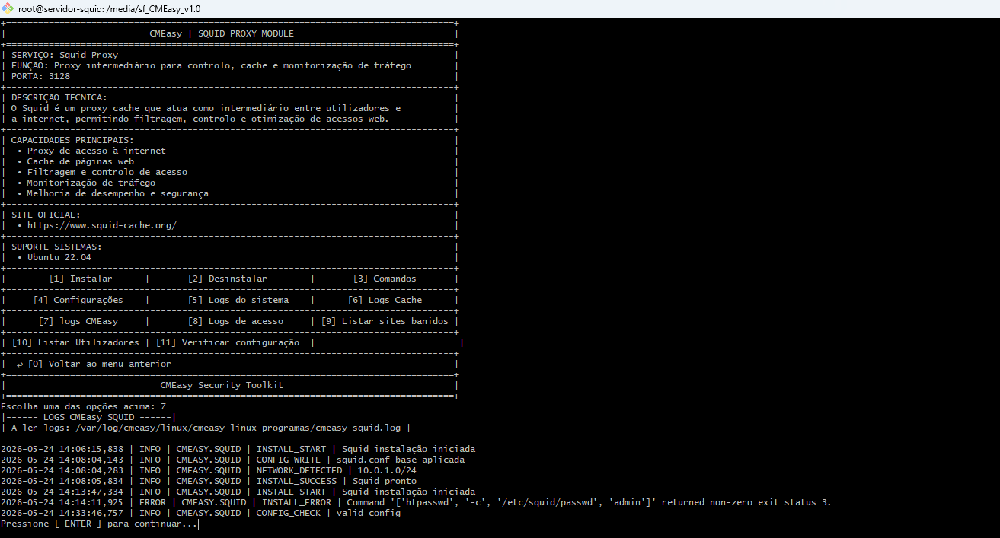 root@servidor-squid: /media/sf_CMEasy_v1.0
+====================================================================================+
| CMEasy | SQUID PROXY MODULE |
+====================================================================================+
| SERVIÇO: Squid Proxy |
| FUNÇÃO: Proxy intermediário para controlo, cache e monitorização de tráfego |
| PORTA: 3128 |
+------------------------------------------------------------------------------------+
| DESCRIÇÃO TÉCNICA: |
| O Squid é um proxy cache que atua como intermediário entre utilizadores e |
| a internet, permitindo filtragem, controlo e otimização de acessos web. |
+------------------------------------------------------------------------------------+
| CAPACIDADES PRINCIPAIS: |
| • Proxy de acesso à internet |
| • Cache de páginas web |
| • Filtragem e controlo de acesso |
| • Monitorização de tráfego |
| • Melhoria de desempenho e segurança |
+------------------------------------------------------------------------------------+
| SITE OFICIAL: |
| • https://www.squid-cache.org/ |
+------------------------------------------------------------------------------------+
| SUPORTE SISTEMAS: |
| • Ubuntu 22.04 |
+------------------------------------------------------------------------------------+
| [1] Instalar | [2] Desinstalar | [3] Comandos |
+------------------------------------------------------------------------------------+
| [4] Configurações | [5] Logs do sistema | [6] Logs Cache |
+------------------------------------------------------------------------------------+
| [7] logs CMEasy | [8] Logs de acesso | [9] Listar sites banidos |
+------------------------------------------------------------------------------------+
| [10] Listar Utilizadores | [11] Verificar configuração | |
+------------------------------------------------------------------------------------+
| ↩ [0] Voltar ao menu anterior |
+====================================================================================+
| CMEasy Security Toolkit |
+====================================================================================+
Escolha uma das opções acima: 7
|------ LOGS CMEasy SQUID ------|
| A ler logs: /var/log/cmeasy/linux/cmeasy_linux_programas/cmeasy_squid.log |
2026-05-24 14:06:15,838 | INFO | CMEASY.SQUID | INSTALL_START | Squid instalação iniciada
2026-05-24 14:08:04,143 | INFO | CMEASY.SQUID | CONFIG_WRITE | squid.conf base aplicada
2026-05-24 14:08:04,283 | INFO | CMEASY.SQUID | NETWORK_DETECTED | 10.0.1.0/24
2026-05-24 14:08:05,834 | INFO | CMEASY.SQUID | INSTALL_SUCCESS | Squid pronto
2026-05-24 14:13:47,334 | INFO | CMEASY.SQUID | INSTALL_START | Squid instalação iniciada
2026-05-24 14:14:11,925 | ERROR | CMEASY.SQUID | INSTALL_ERROR | Command '['htpasswd', '-c', '/etc/squid/passwd', 'admin']' returned non-zero exit status 3.
2026-05-24 14:33:46,757 | INFO | CMEASY.SQUID | CONFIG_CHECK | valid config
Pressione [ ENTER ] para continuar...